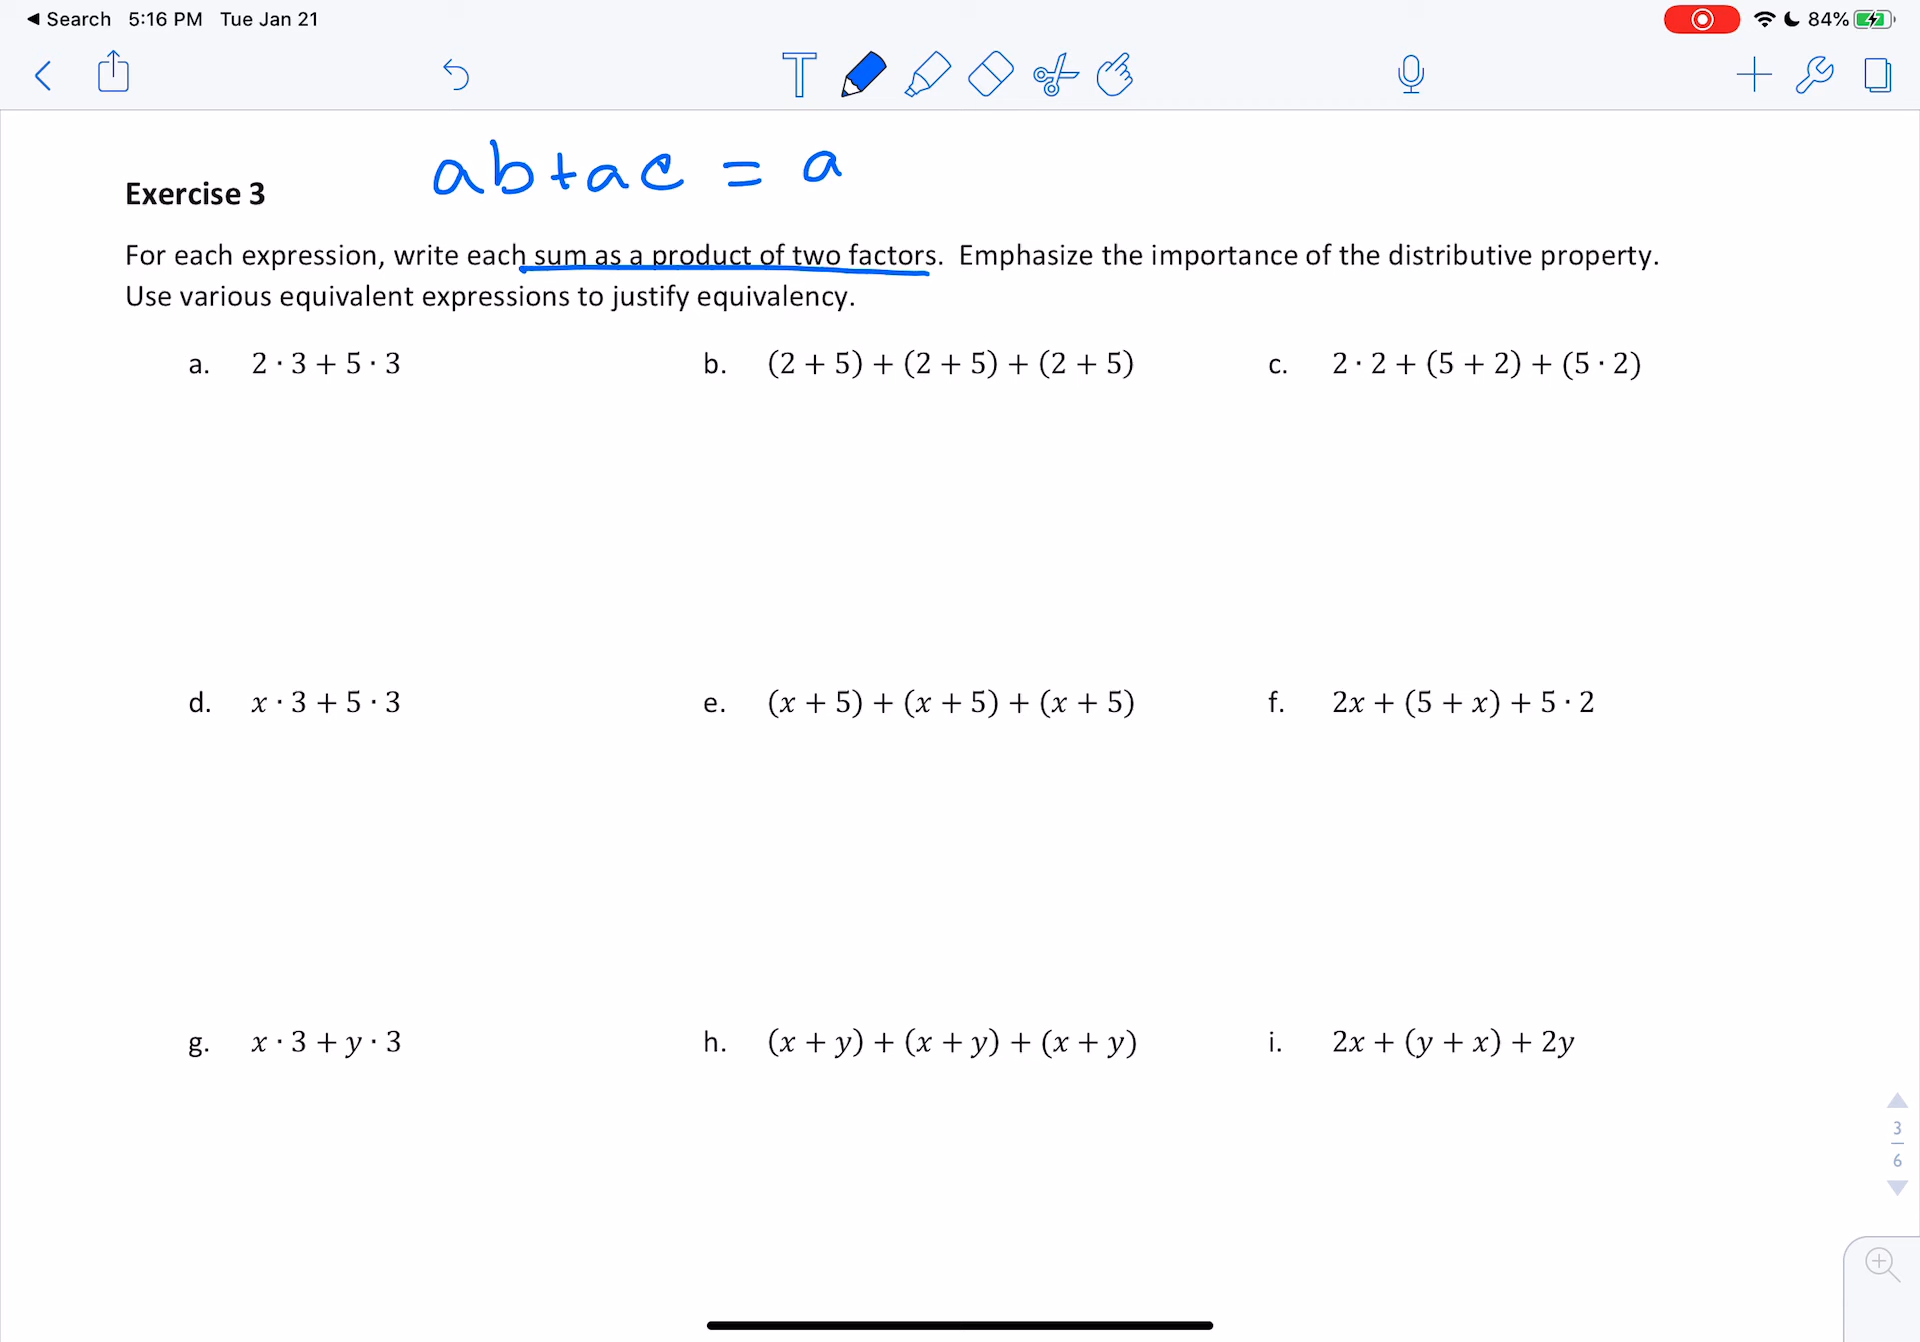 Search 5:16 PM Tue Jan 21 84%
T
ab+ac = a
Exercise 3
For each expression, write each sum as a product of two factors. Emphasize the importance of the distributive property.
Use various equivalent expressions to justify equivalency.
a. 2 · 3 + 5 · 3 b. (2 + 5) + (2 + 5) + (2 + 5) c. 2 · 2 + (5 + 2) + (5 · 2)
d. x · 3 + 5 · 3 e. (x + 5) + (x + 5) + (x + 5) f. 2x + (5 + x) + 5 · 2
g. x · 3 + y · 3 h. (x + y) + (x + y) + (x + y) i. 2x + (y + x) + 2y
3
6